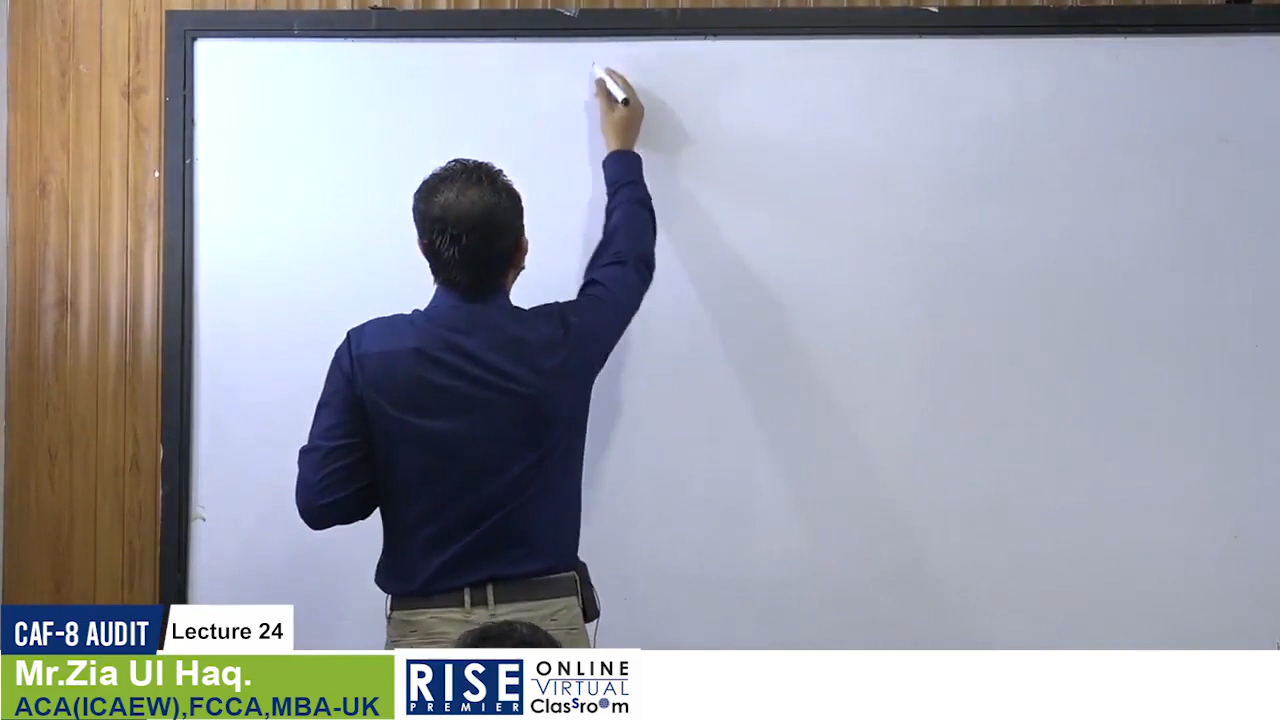 CAF-8 AUDIT
Lecture 24
Mr.Zia Ul Haq.
ACA(ICAEW),FCCA,MBA-UK
RISE
PREMIER
ONLINE
VIRTUAL
Classroom